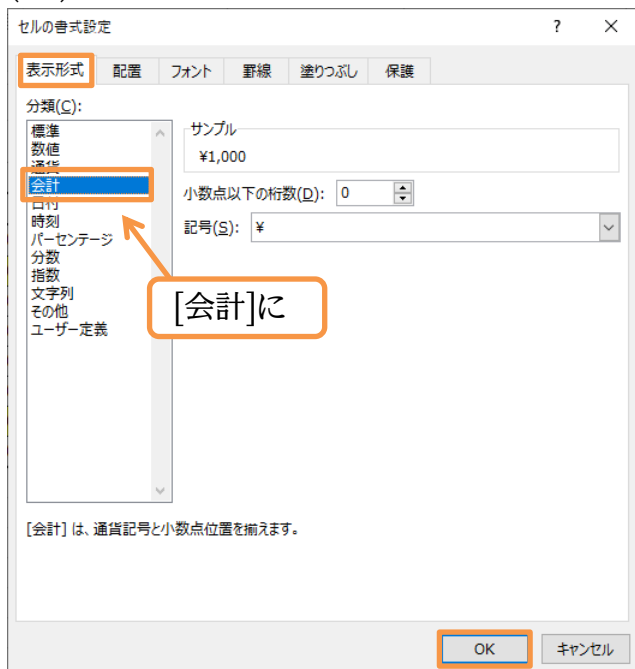 セルの書式設定
? ×
表示形式 配置 フォント 罫線 塗りつぶし 保護
分類(C):
標準
数値
通貨
会計
日付
時刻
パーセンテージ
分数
指数
文字列
その他
ユーザー定義
サンプル
¥1,000
小数点以下の桁数(D): 0
記号(S): ¥
[会計]に
[会計] は、通貨記号と小数点位置を揃えます。
OK キャンセル